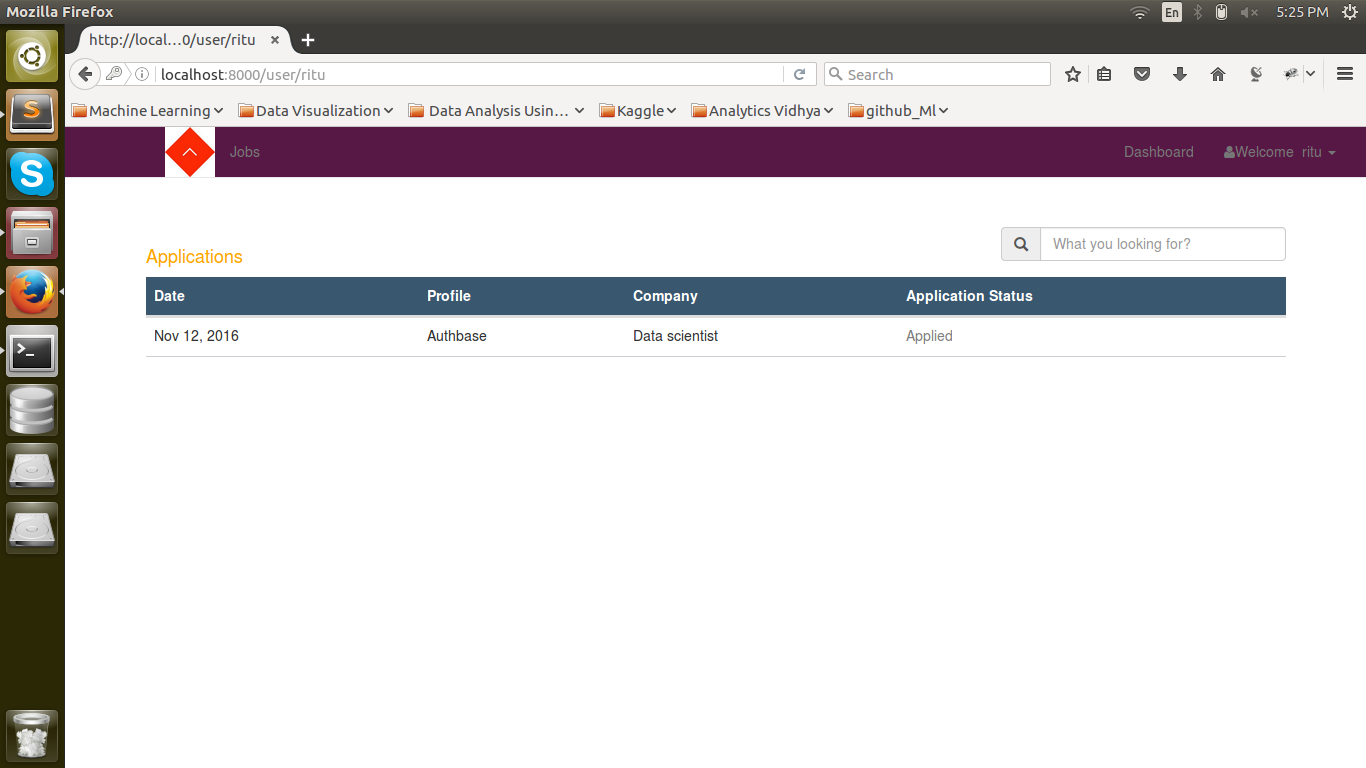 Mozilla Firefox
En
5:25 PM
http://local...0/user/ritu
localhost:8000/user/ritu
Search
Machine Learning
Data Visualization
Data Analysis Usin...
Kaggle
Analytics Vidhya
github_Ml
Jobs
Dashboard
Welcome ritu
What you looking for?
Applications
Date Profile Company Application Status
Nov 12, 2016 Authbase Data scientist Applied